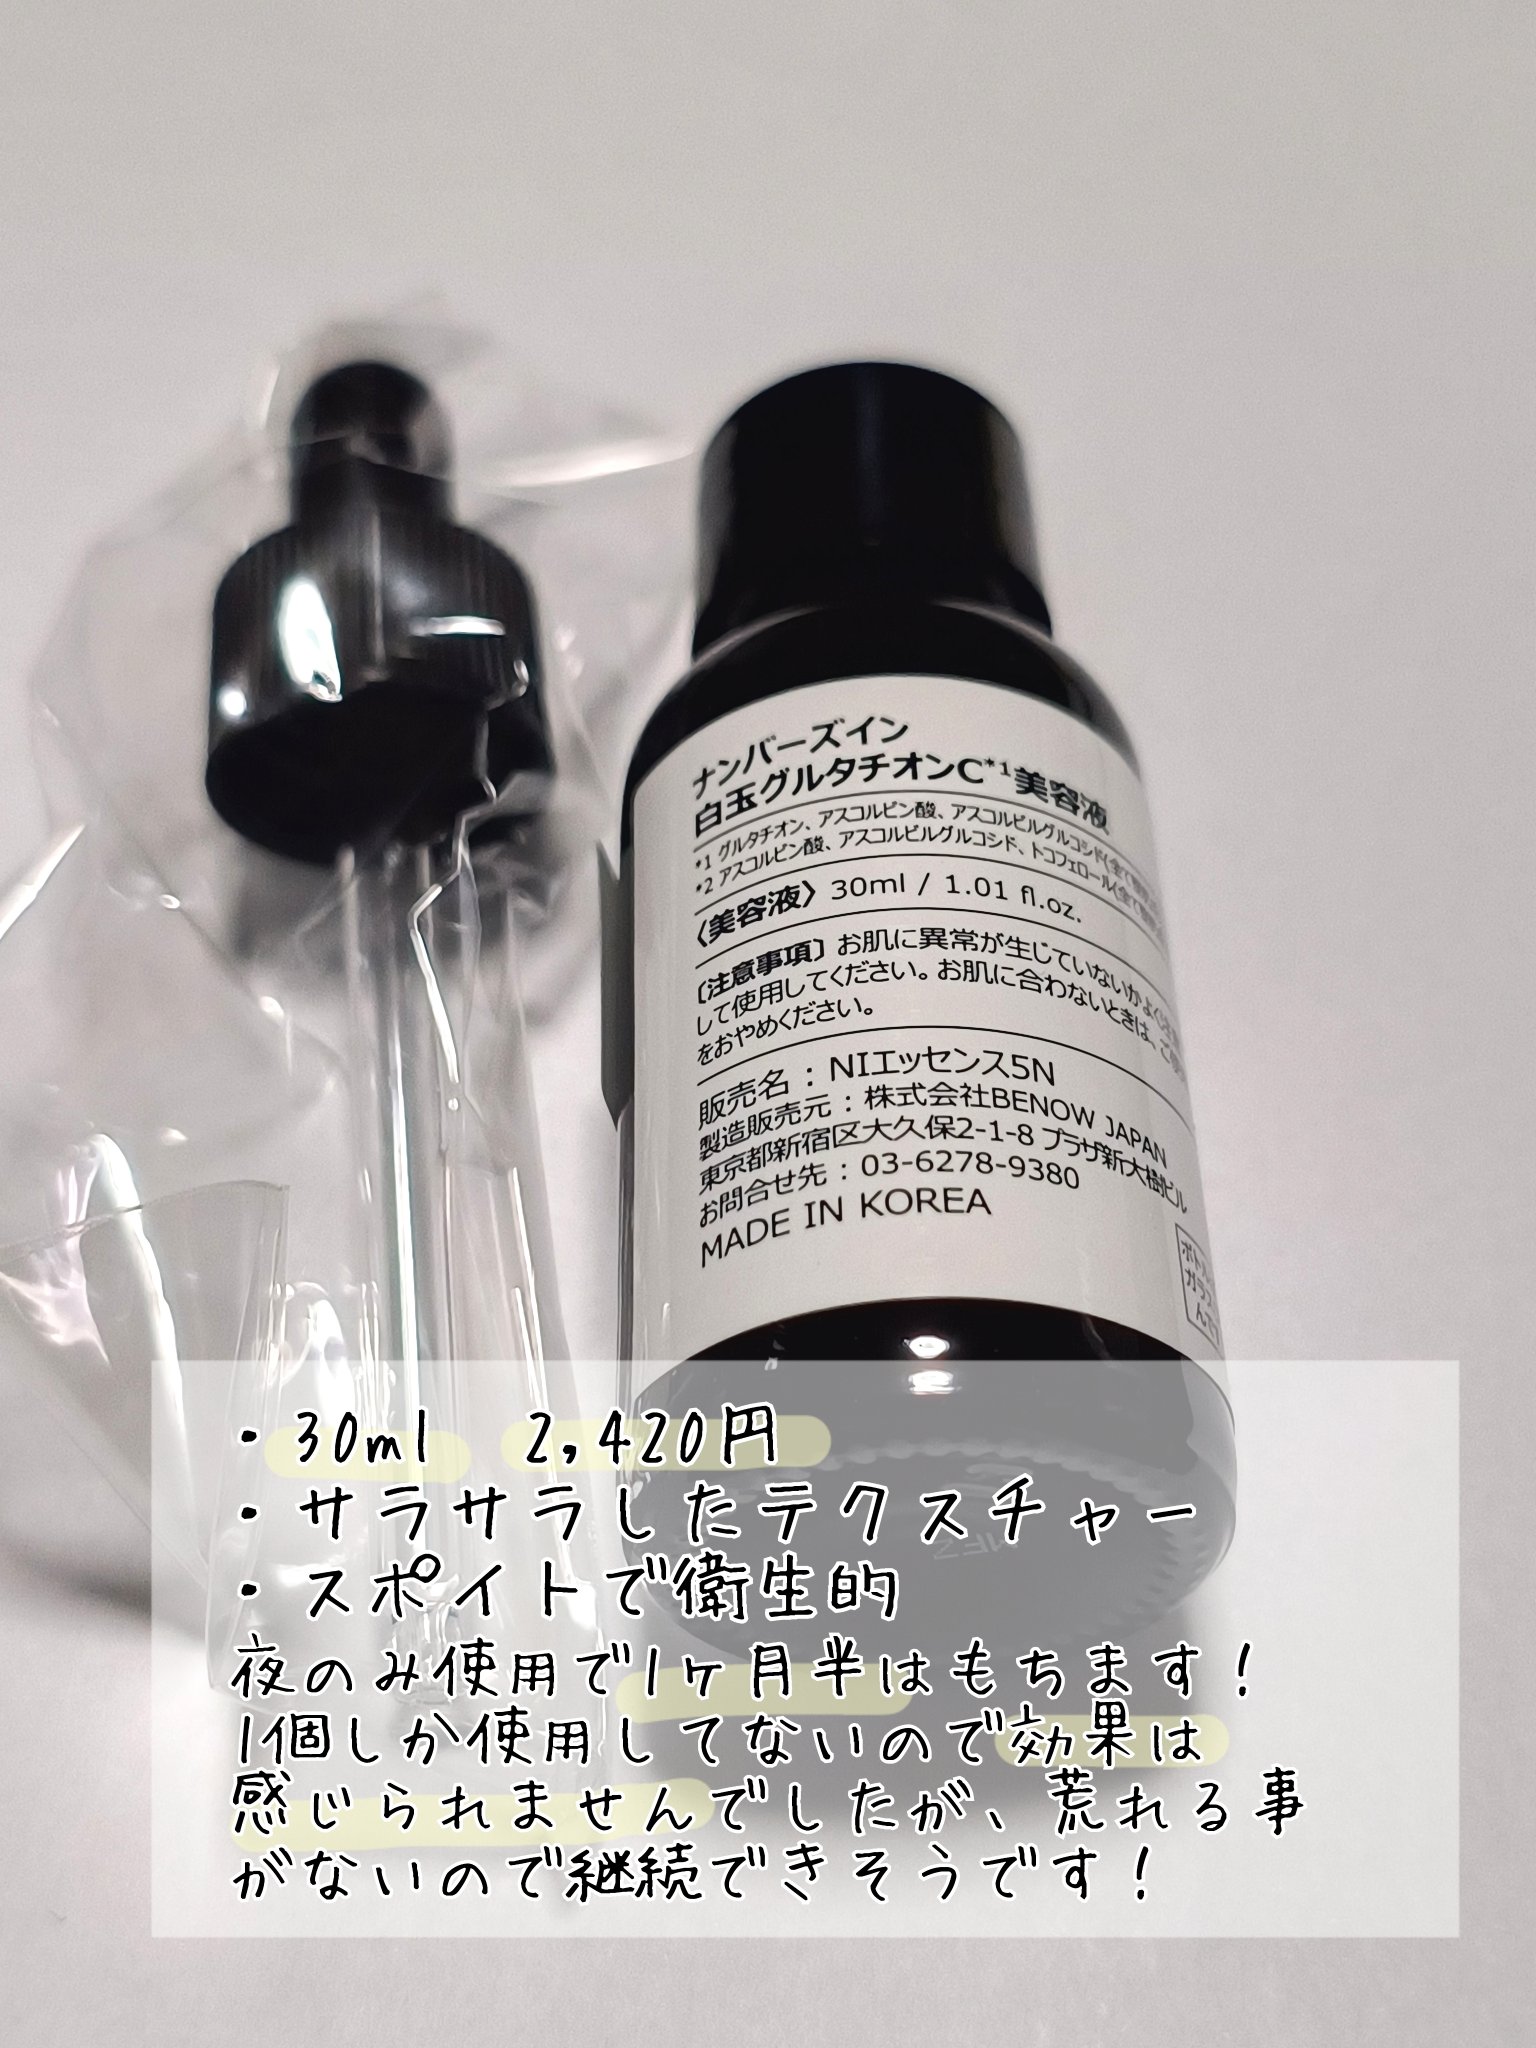 ナンバーズイン
白玉グルタチオンC*1美容液
*1 グルタチオン、アスコルビン酸、アスコルビルグルコシド(全て
*2 アスコルビン酸、アスコルビルグルコシド、トコフェロール(全て
〈美容液〉30ml / 1.01 fl.oz.
〔注意事項〕お肌に異常が生じていないかよく
して使用してください。お肌に合わないときは、ご
をおやめください。
販売名：NIエッセンス5N
製造販売元：株式会社BENOW JAPAN
東京都新宿区大久保2-1-8 プラザ新大樹ビル
お問合せ先：03-6278-9380
MADE IN KOREA
・30ml 2,420円
・サラサラしたテクスチャー
・スポイトで衛生的
夜のみ使用で1ヶ月半はもちます！
1個しか使用してないので効果は
感じられませんでしたが、荒れる事
がないので継続できそうです！